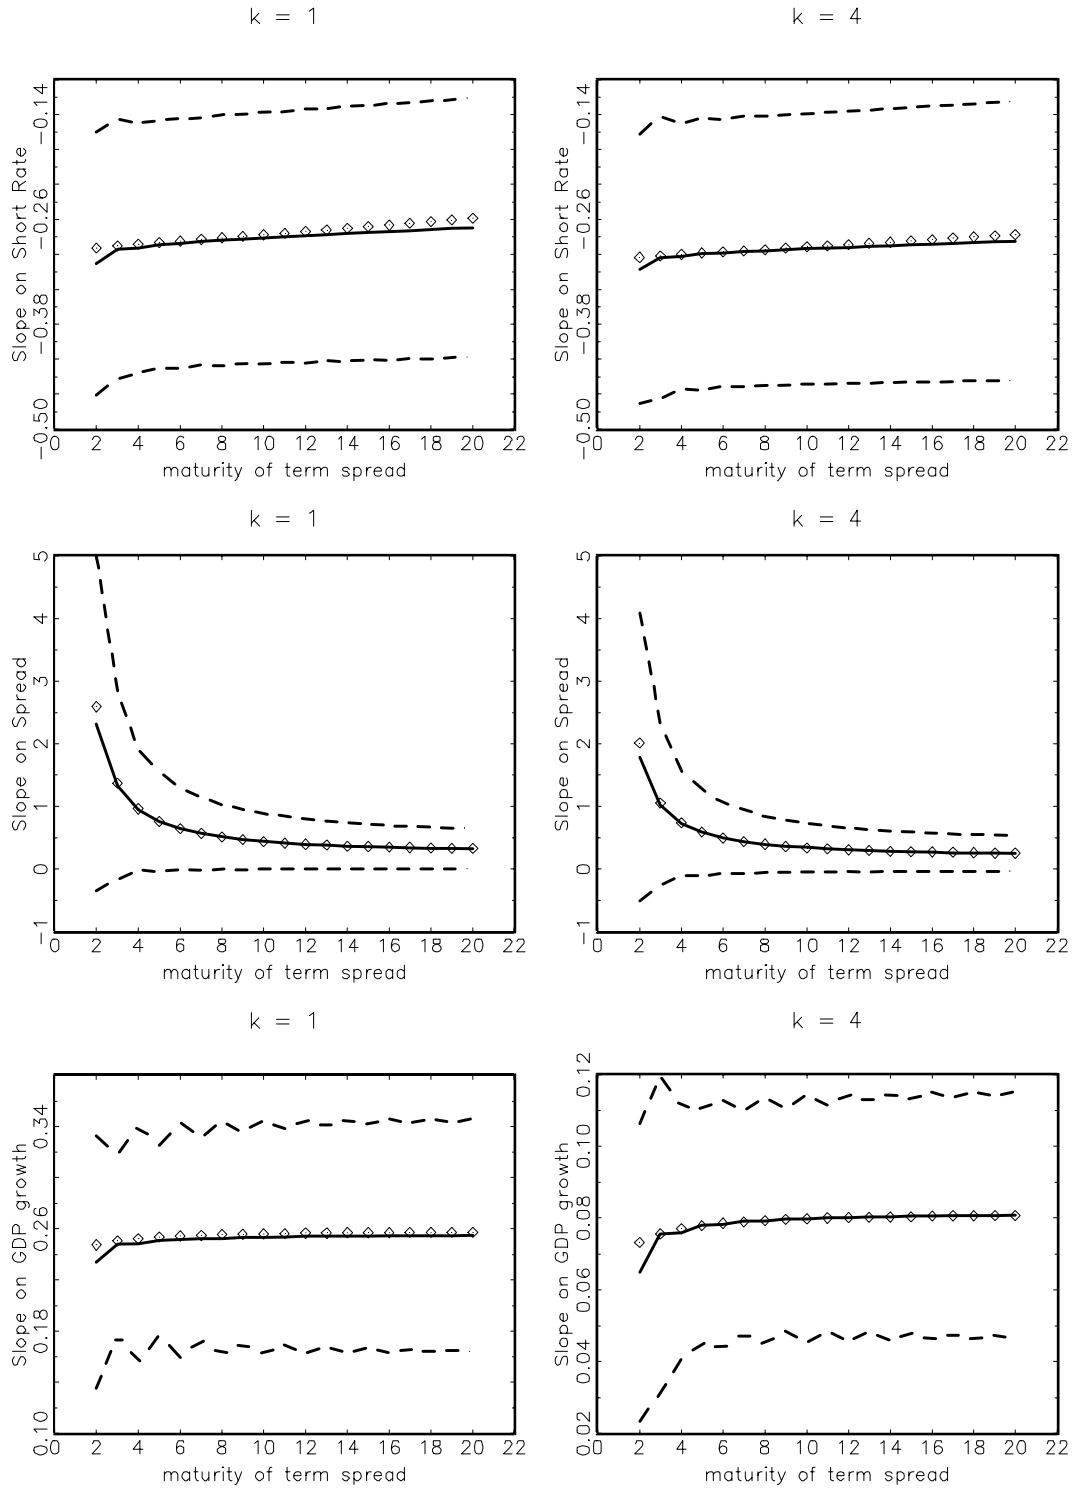 k = 1
k = 4
Slope on Short Rate
-0.50 -0.38 -0.26 -0.14
0 2 4 6 8 10 12 14 16 18 20 22
maturity of term spread
Slope on Short Rate
-0.50 -0.38 -0.26 -0.14
0 2 4 6 8 10 12 14 16 18 20 22
maturity of term spread
k = 1
k = 4
Slope on Spread
-1 0 1 2 3 4 5
0 2 4 6 8 10 12 14 16 18 20 22
maturity of term spread
Slope on Spread
-1 0 1 2 3 4 5
0 2 4 6 8 10 12 14 16 18 20 22
maturity of term spread
k = 1
k = 4
Slope on GDP growth
0.10 0.18 0.26 0.34
0 2 4 6 8 10 12 14 16 18 20 22
maturity of term spread
Slope on GDP growth
0.02 0.04 0.06 0.08 0.10 0.12
0 2 4 6 8 10 12 14 16 18 20 22
maturity of term spread